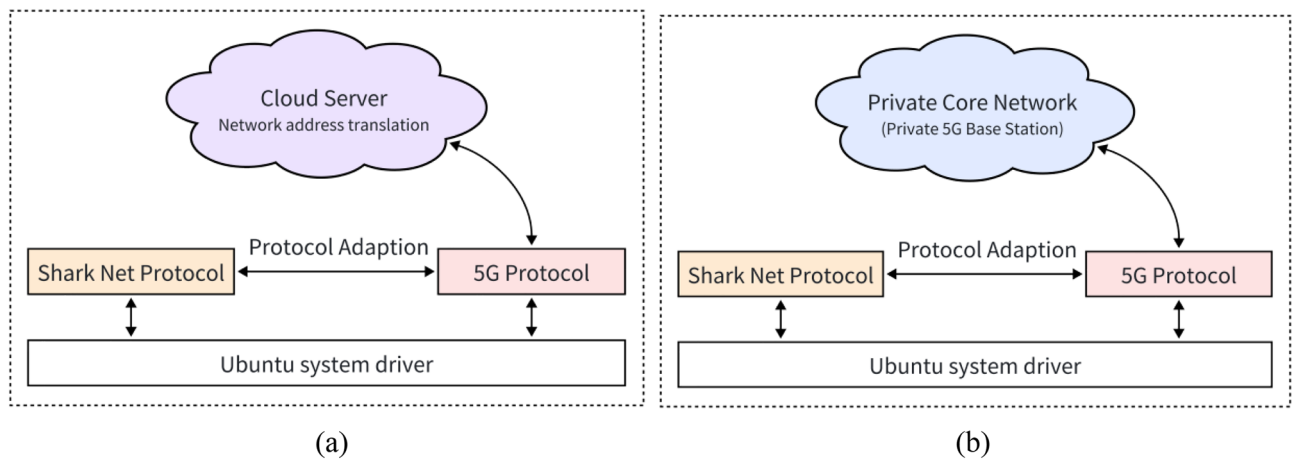 Cloud Server
Network address translation
Protocol Adaption
Shark Net Protocol
5G Protocol
Ubuntu system driver
(a)
Private Core Network
(Private 5G Base Station)
Protocol Adaption
Shark Net Protocol
5G Protocol
Ubuntu system driver
(b)